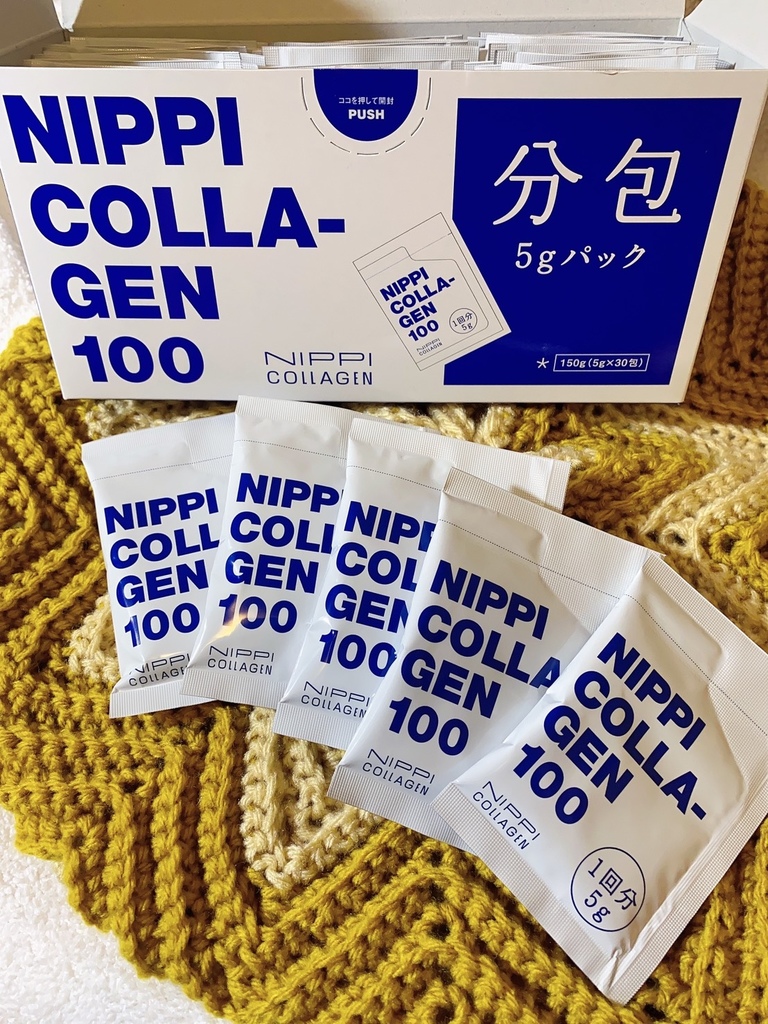 ココを押して開封
PUSH
NIPPI
COLLA-
GEN
100
NIPPI
COLLAGEN
分包
5gパック
NIPPI
COLLA-
GEN
100
1回分
5g
NIPPI
COLLAGEN
* 150g(5g×30包)
NIPPI
COLL
GEN
100
NIPPI
COLLAGEN
NIPP
COLL
GEN
100
NIPPI
COLLAGEN
NIPP
COL
GEN
100
NIPPI
COLLAGEN
NIPPI
COLLA
GEN
100
NIPPI
COLLAGEN
NIPPI
COLLA-
GEN
100
NIPPI
COLLAGEN
1回分
5g